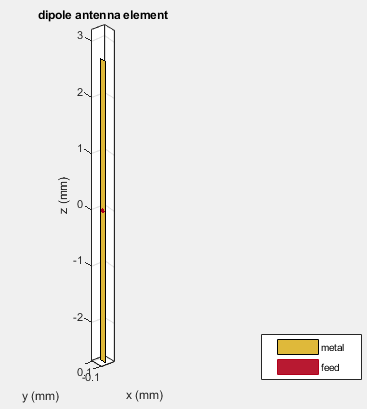 dipole antenna element
3
2
1
z (mm)
0
-1
-2
0.1
-0.1
y (mm)
x (mm)
metal
feed